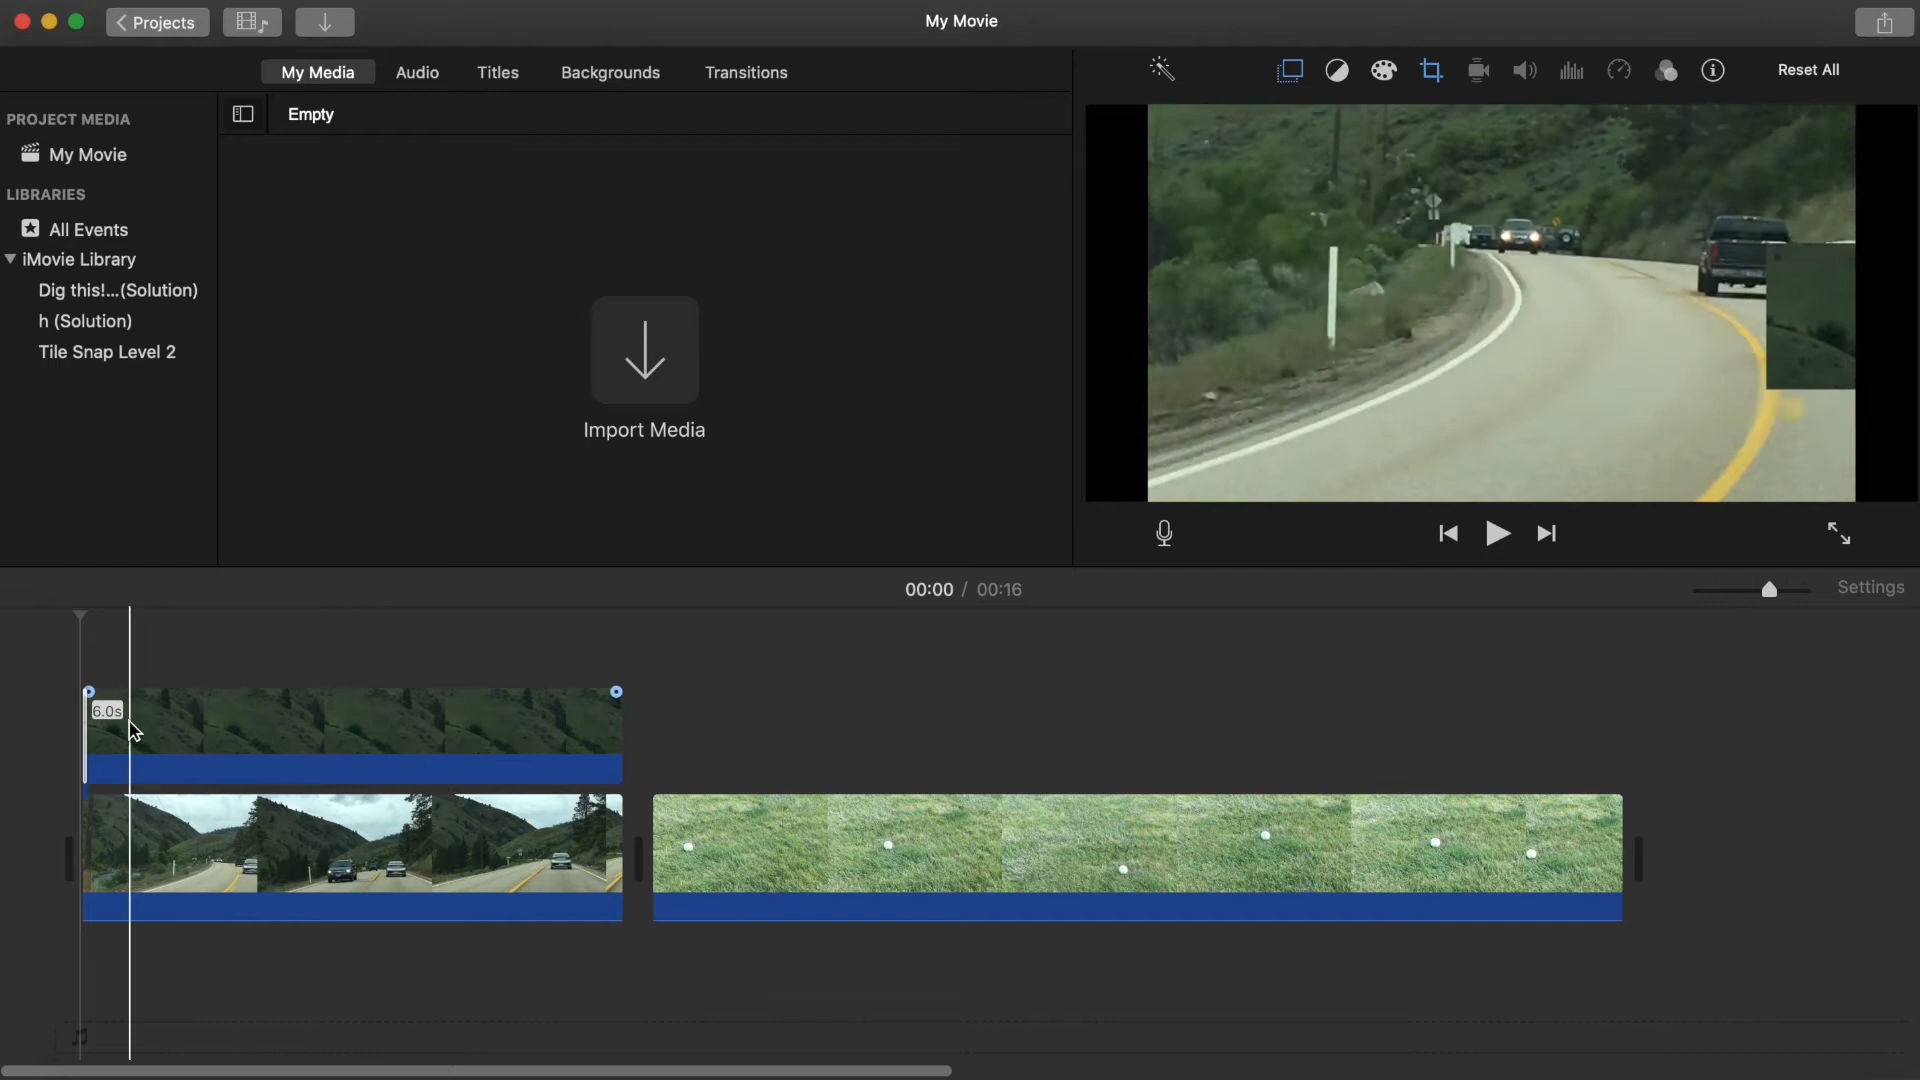 Projects
My Movie
My Media
Audio
Titles
Backgrounds
Transitions
Reset All
PROJECT MEDIA
My Movie
LIBRARIES
All Events
iMovie Library
Dig this!...(Solution)
h (Solution)
Tile Snap Level 2
Empty
Import Media
00:00 / 00:16
Settings
6.0s